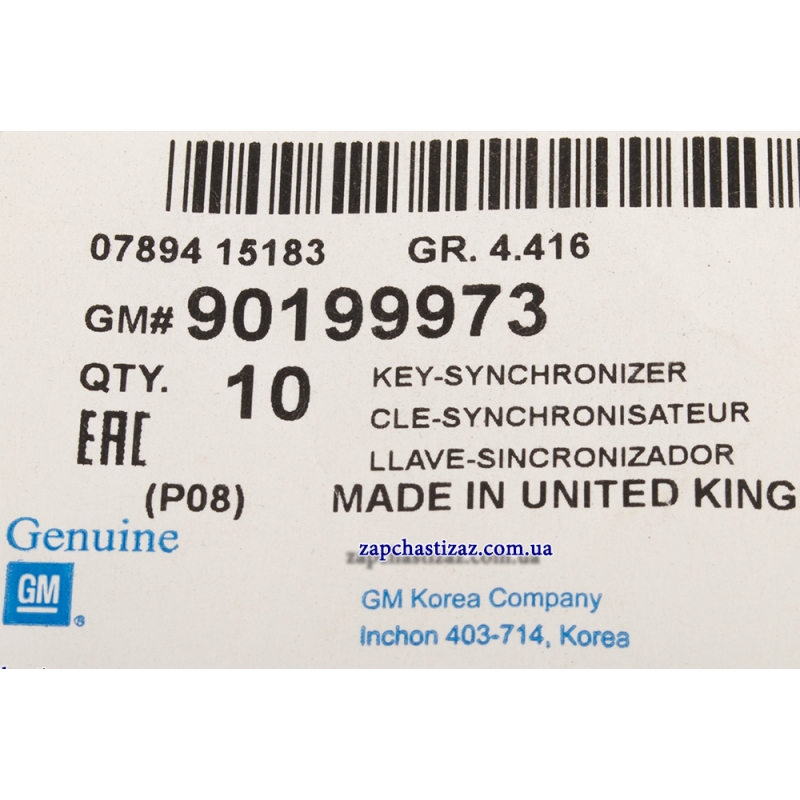 07894 15183 GR. 4.416
GM# 90199973
QTY. 10 KEY-SYNCHRONIZER
CLE-SYNCHRONISATEUR
EAC
LLAVE-SINCRONIZADOR
(P08) MADE IN UNITED KING
Genuine
zapchastizaz.com.ua
GM ®
GM Korea Company
Inchon 403-714, Korea